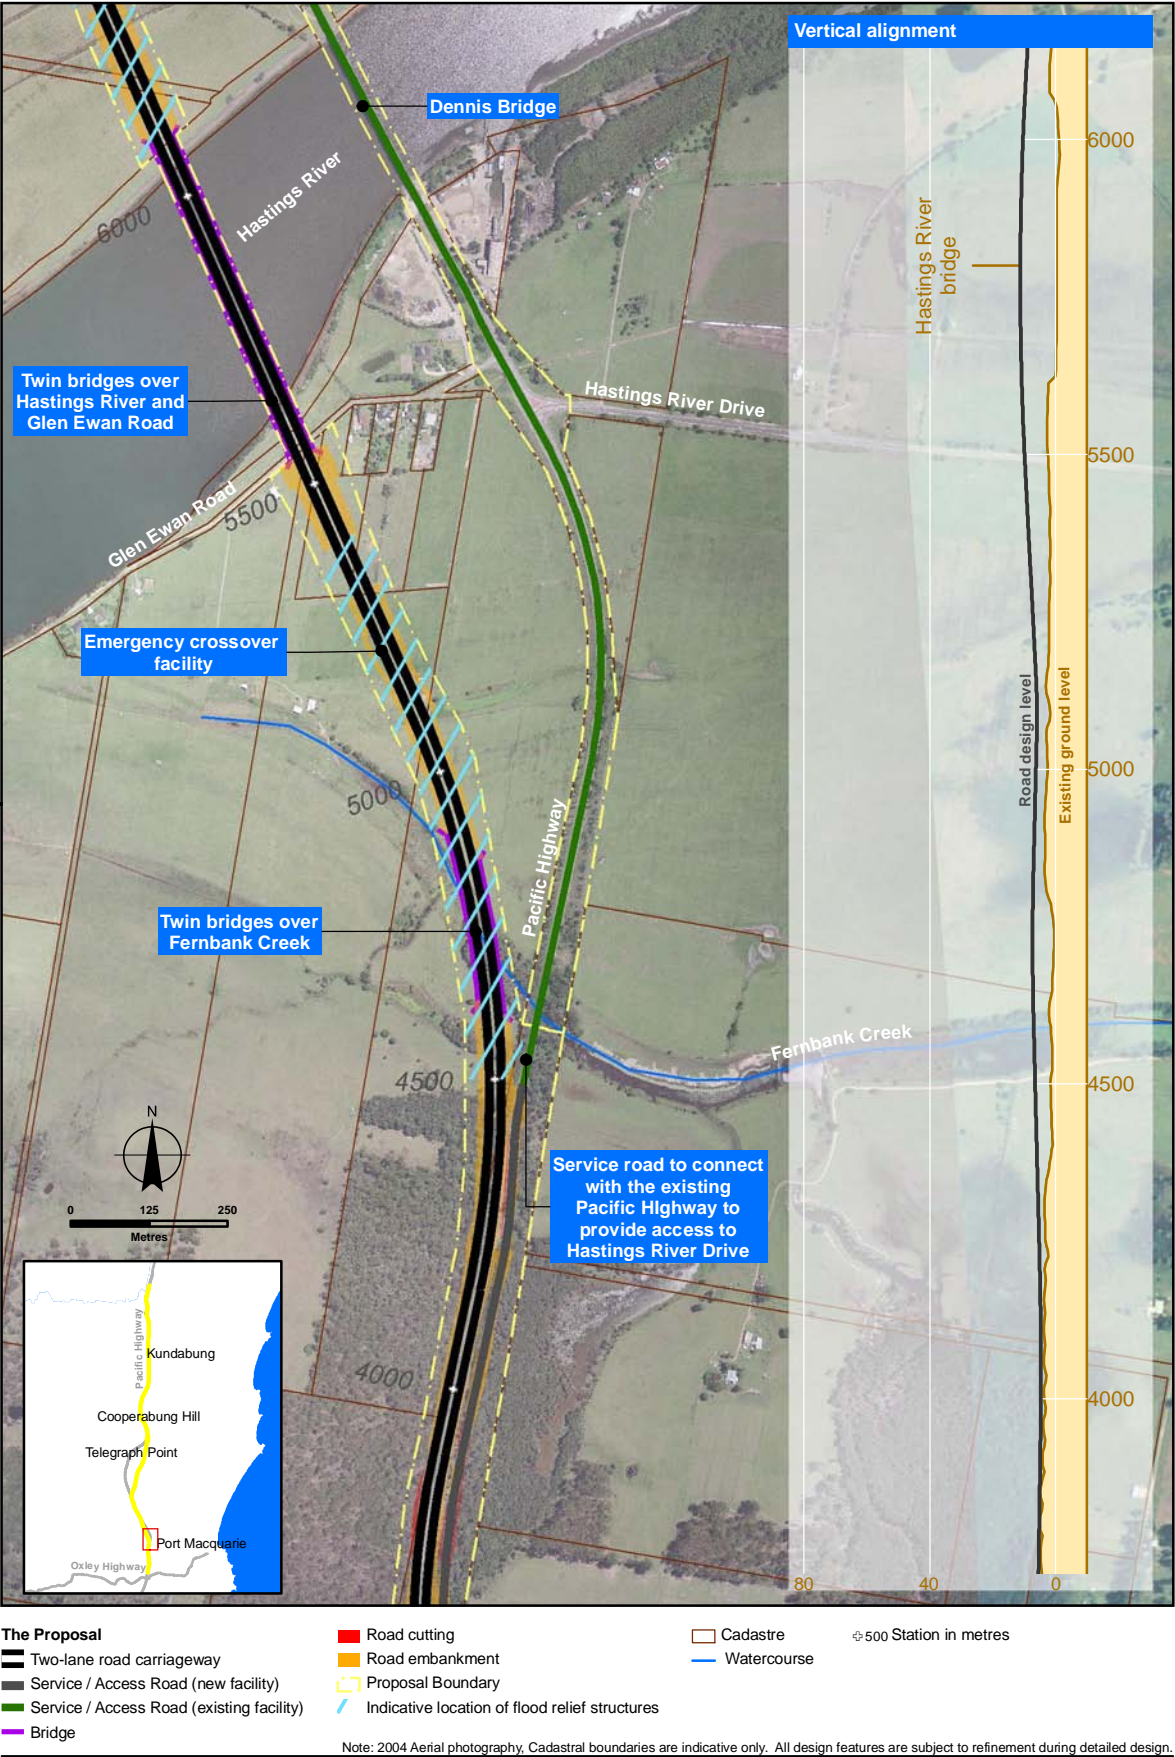 Vertical alignment
Dennis Bridge
Hastings River
6000
6000
Hastings River
bridge
Twin bridges over
Hastings River and
Glen Ewan Road
Hastings River Drive
5500
Glen Ewan Road
5500
Emergency crossover
facility
Road design level
Existing ground level
5000
5000
Pacific Highway
Twin bridges over
Fernbank Creek
Fernbank Creek
4500
4500
N
Service road to connect
with the existing
Pacific HIghway to
provide access to
Hastings River Drive
0 125 250
Metres
4000
4000
Pacific Highway
Kundabung
Cooperabung Hill
Telegraph Point
Port Macquarie
Oxley Highway
80 40 0
The Proposal
Two-lane road carriageway
Service / Access Road (new facility)
Service / Access Road (existing facility)
Bridge
Road cutting
Road embankment
Proposal Boundary
Indicative location of flood relief structures
Cadastre
Watercourse
500 Station in metres
Note: 2004 Aerial photography, Cadastral boundaries are indicative only. All design features are subject to refinement during detailed design.